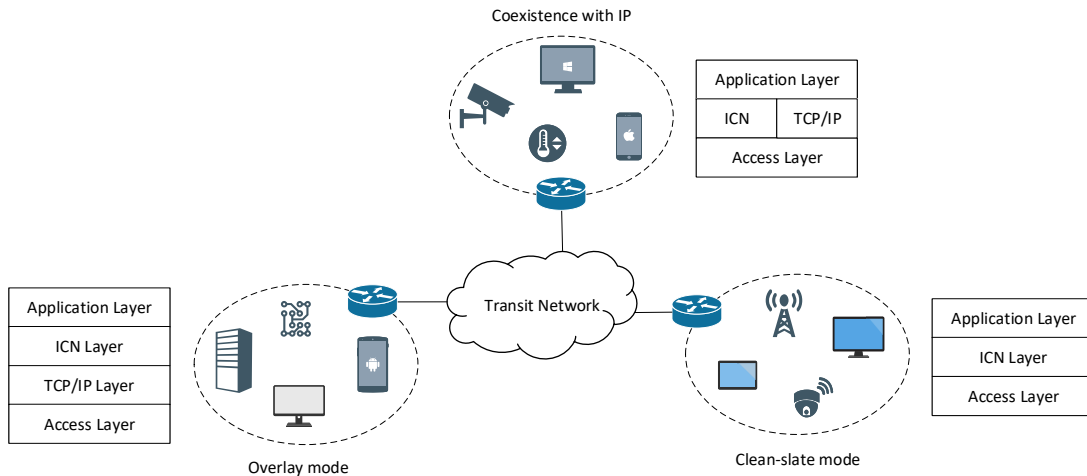 Coexistence with IP
Application Layer
ICN
TCP/IP
Access Layer
Transit Network
Application Layer
ICN Layer
TCP/IP Layer
Access Layer
Overlay mode
Application Layer
ICN Layer
Access Layer
Clean-slate mode